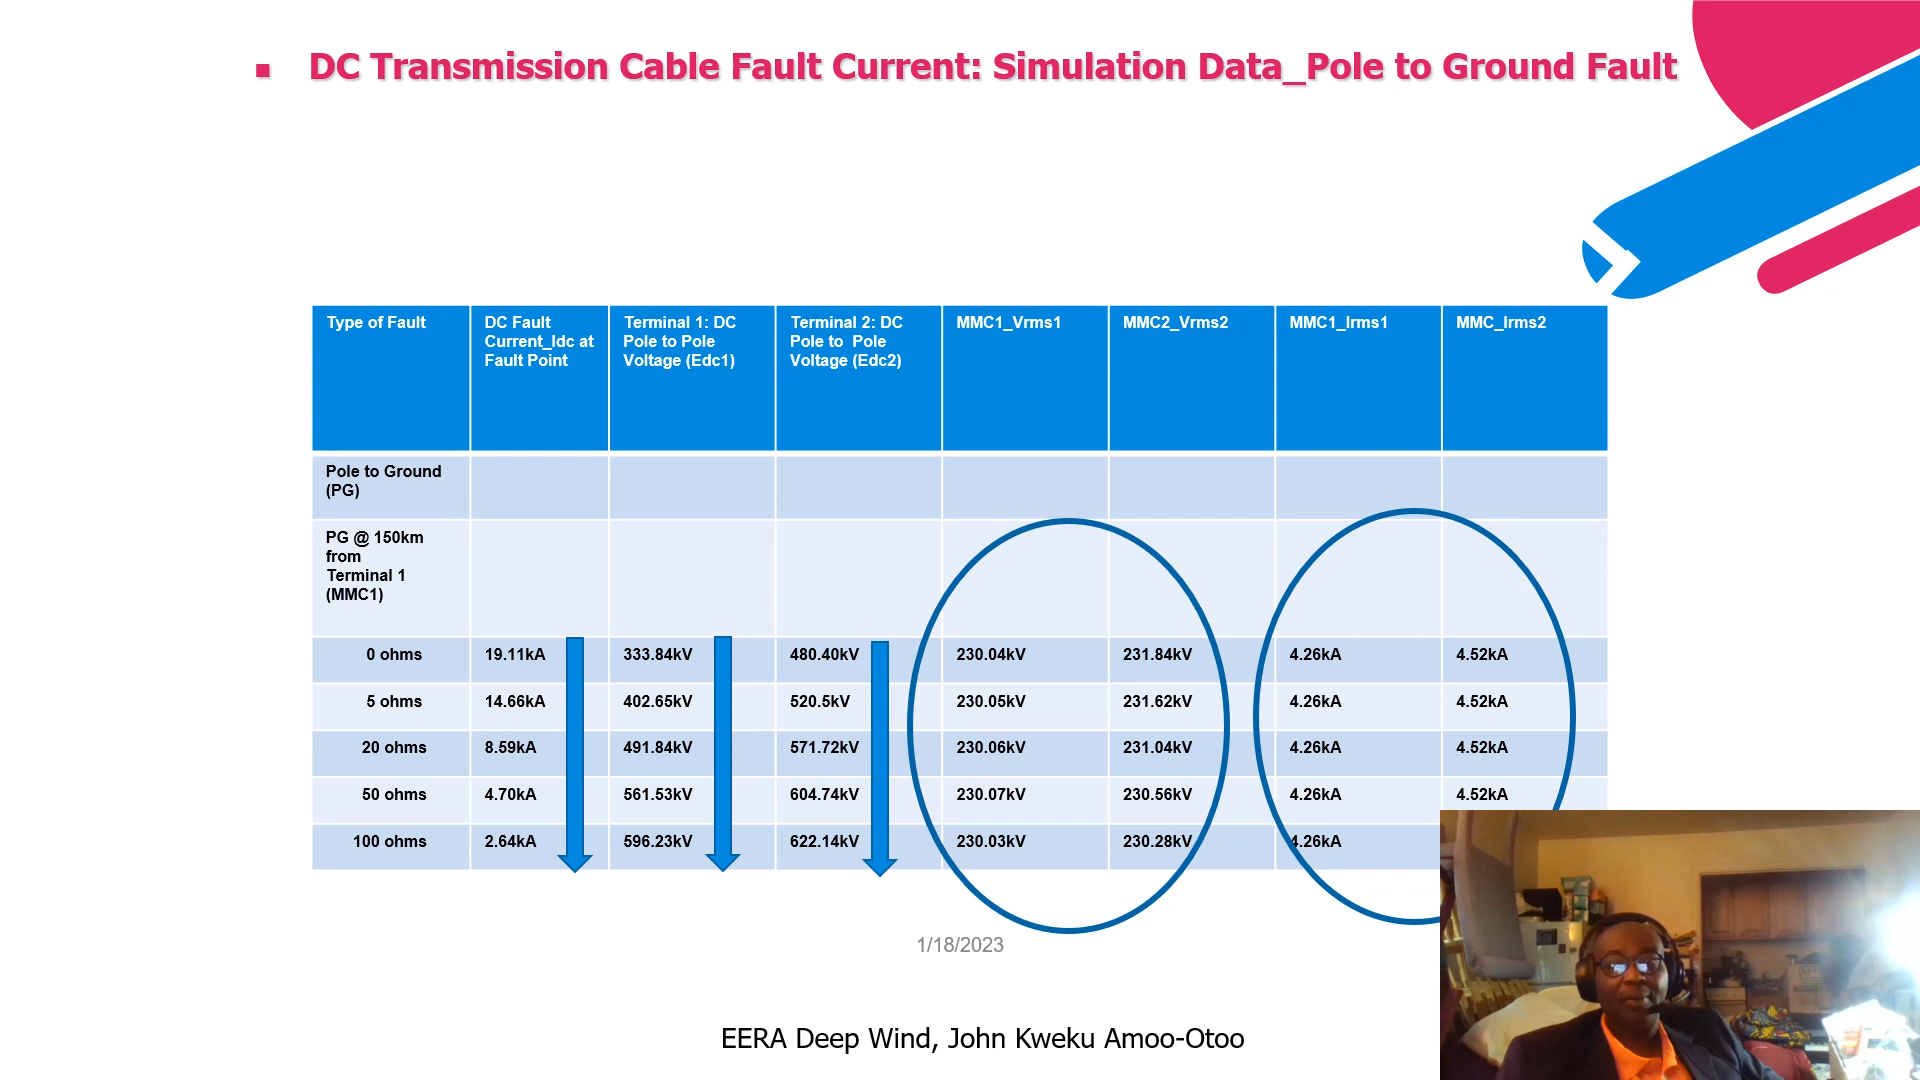 DC Transmission Cable Fault Current: Simulation Data_Pole to Ground Fault
Type of Fault
DC Fault
Current_Idc at
Fault Point
Terminal 1: DC
Pole to Pole
Voltage (Edc1)
Terminal 2: DC
Pole to Pole
Voltage (Edc2)
MMC1_Vrms1
MMC2_Vrms2
MMC1_Irms1
MMC_Irms2
Pole to Ground
(PG)
PG @ 150km
from
Terminal 1
(MMC1)
0 ohms 19.11kA 333.84kV 480.40kV 230.04kV 231.84kV 4.26kA 4.52kA
5 ohms 14.66kA 402.65kV 520.5kV 230.05kV 231.62kV 4.26kA 4.52kA
20 ohms 8.59kA 491.84kV 571.72kV 230.06kV 231.04kV 4.26kA 4.52kA
50 ohms 4.70kA 561.53kV 604.74kV 230.07kV 230.56kV 4.26kA 4.52kA
100 ohms 2.64kA 596.23kV 622.14kV 230.03kV 230.28kV 4.26kA
1/18/2023
EERA Deep Wind, John Kweku Amoo-Otoo